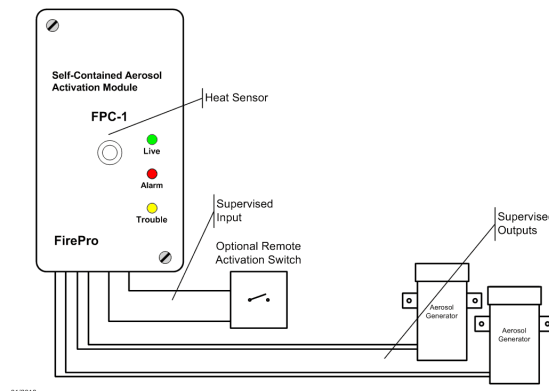 Self-Contained Aerosol
Activation Module
FPC-1
Heat Sensor
Live
Alarm
Trouble
FirePro
Supervised
Input
Optional Remote
Activation Switch
Supervised
Outputs
Aerosol
Generator
Aerosol
Generator